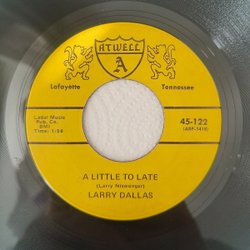 ATWELL
A
Lafayette Tennessee
Ladur Music
Pub. Co.
BMI
Time: 1:58
45-122
A LITTLE TO LATE
(Larry Niswonger)
LARRY DALLAS